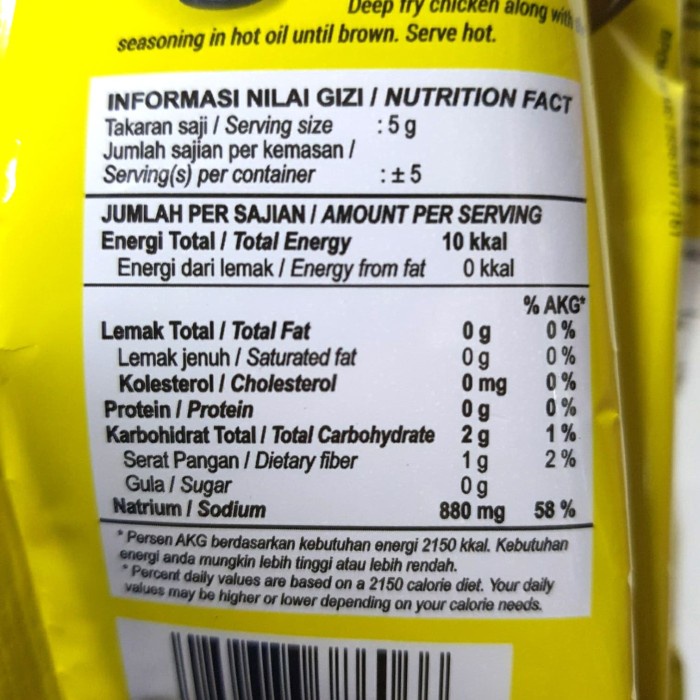 Deep fry chicken along with
seasoning in hot oil until brown. Serve hot.
INFORMASI NILAI GIZI / NUTRITION FACT
Takaran saji / Serving size : 5 g
Jumlah sajian per kemasan /
Serving(s) per container : ± 5
JUMLAH PER SAJIAN / AMOUNT PER SERVING
Energi Total / Total Energy 10 kkal
Energi dari lemak / Energy from fat 0 kkal
% AKG*
Lemak Total / Total Fat 0 g 0 %
Lemak jenuh / Saturated fat 0 g 0 %
Kolesterol / Cholesterol 0 mg 0 %
Protein / Protein 0 g 0 %
Karbohidrat Total / Total Carbohydrate 2 g 1 %
Serat Pangan / Dietary fiber 1 g 2 %
Gula / Sugar 0 g
Natrium / Sodium 880 mg 58 %
* Persen AKG berdasarkan kebutuhan energi 2150 kkal. Kebutuhan
energi anda mungkin lebih tinggi atau lebih rendah.
* Percent daily values are based on a 2150 calorie diet. Your daily
values may be higher or lower depending on your calorie needs.